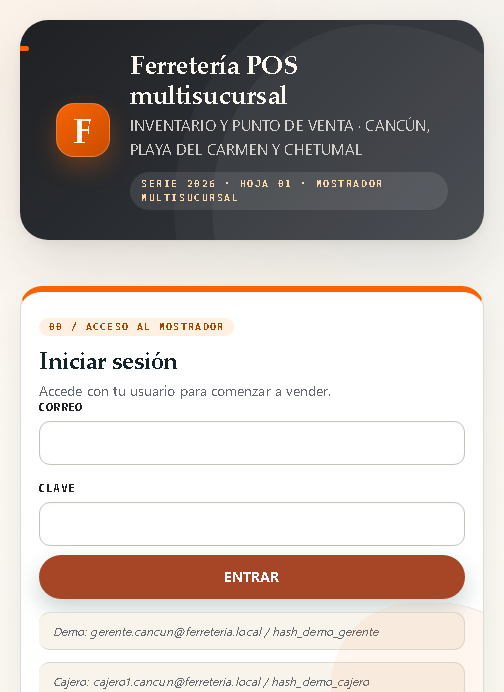 Ferretería POS
multisucursal
F
INVENTARIO Y PUNTO DE VENTA · CANCÚN,
PLAYA DEL CARMEN Y CHETUMAL
SERIE 2026 · HOJA 01 · MOSTRADOR
MULTISUCURSAL
00 / ACCESO AL MOSTRADOR
Iniciar sesión
Accede con tu usuario para comenzar a vender.
CORREO
CLAVE
ENTRAR
Demo: gerente.cancun@ferreteria.local / hash_demo_gerente
Cajero: cajero1.cancun@ferreteria.local / hash_demo_cajero